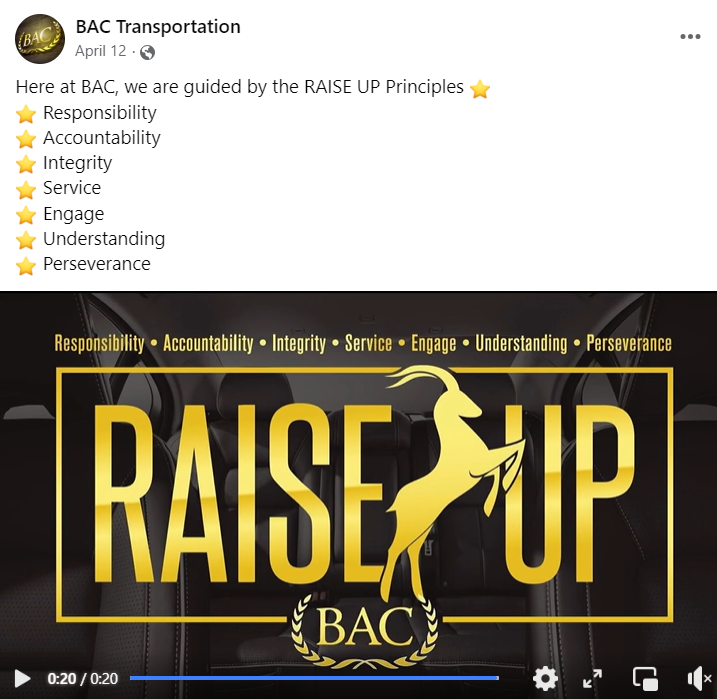 BAC
BAC Transportation
April 12 ·
Here at BAC, we are guided by the RAISE UP Principles ⭐
⭐ Responsibility
⭐ Accountability
⭐ Integrity
⭐ Service
⭐ Engage
⭐ Understanding
⭐ Perseverance
Responsibility • Accountability • Integrity • Service • Engage • Understanding • Perseverance
RAISE UP
BAC
0:20 / 0:20